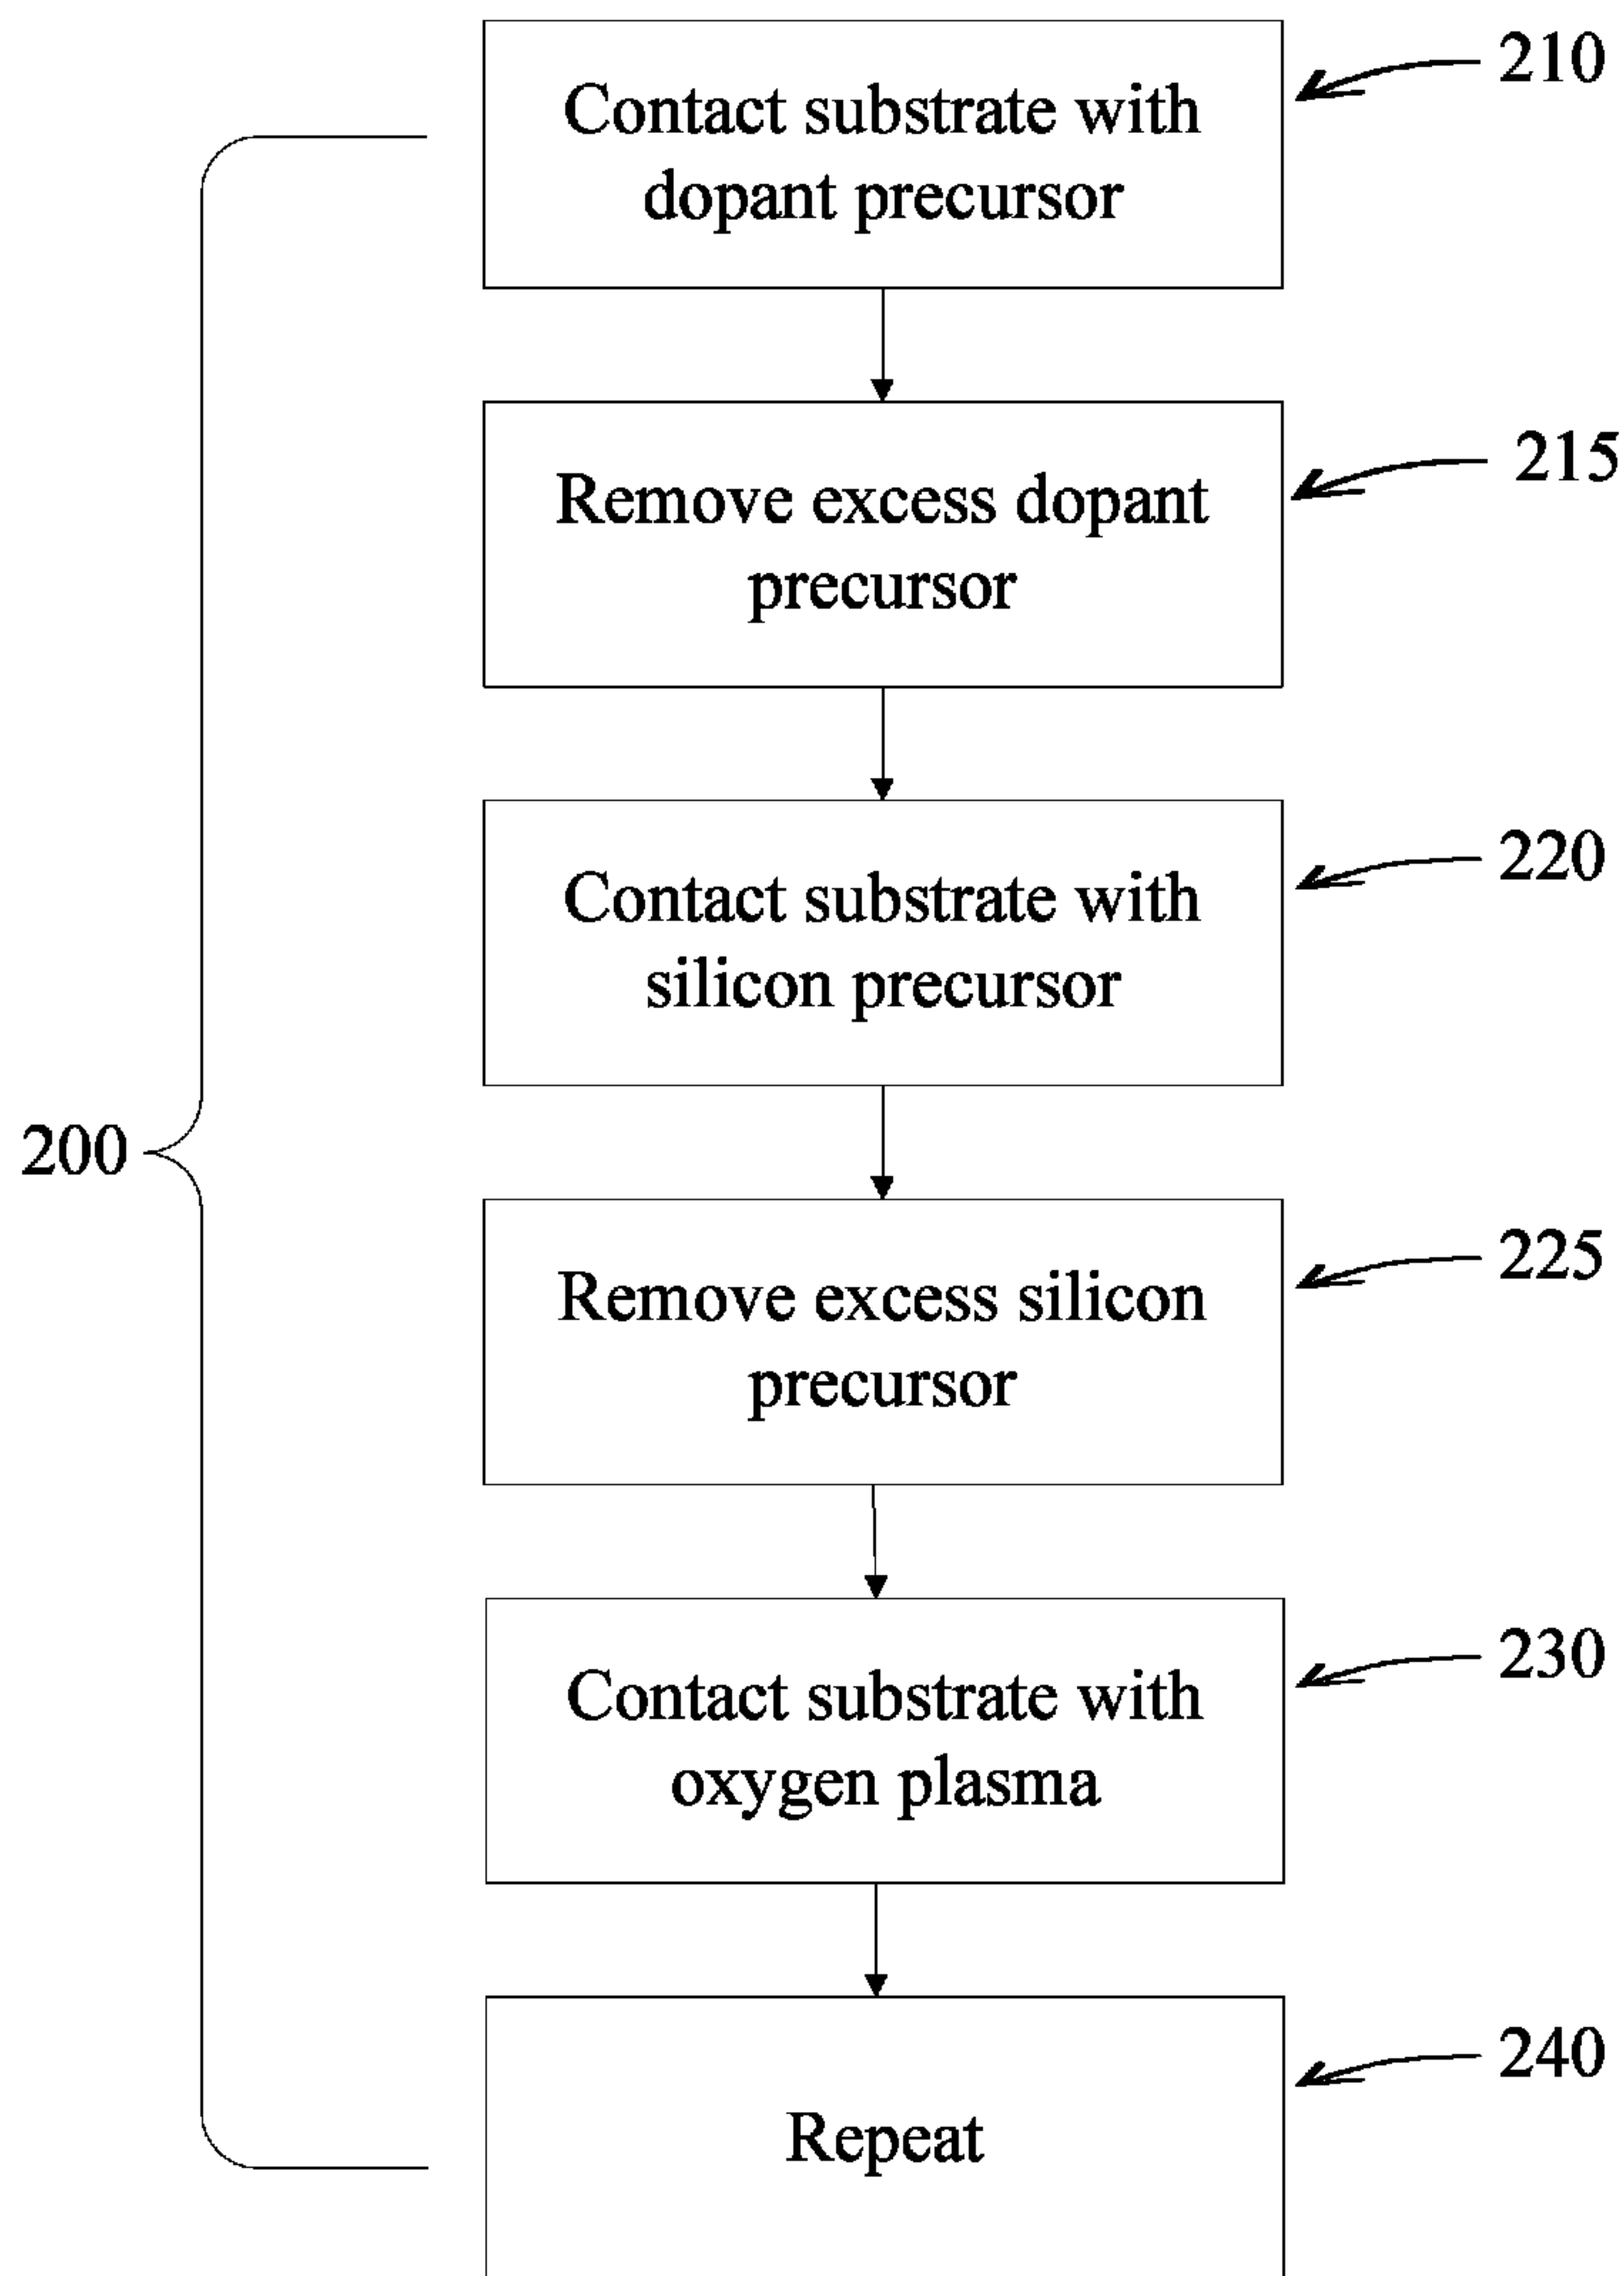 Contact substrate with
dopant precursor
210
Remove excess dopant
precursor
215
Contact substrate with
silicon precursor
220
200
Remove excess silicon
precursor
225
Contact substrate with
oxygen plasma
230
Repeat
240